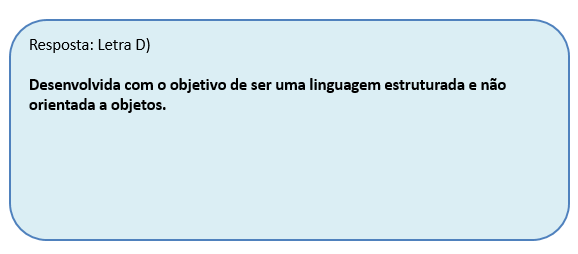 Resposta: Letra D)
Desenvolvida com o objetivo de ser uma linguagem estruturada e não
orientada a objetos.